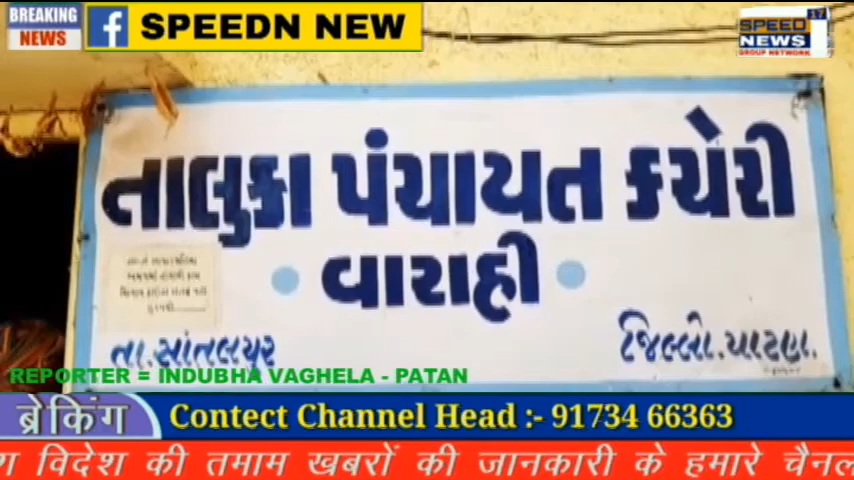 BREAKING
NEWS
f SPEEDN NEW
SPEED 17
NEWS
GROUP NETWORK
તાલુકા પંચાયત કચેરી
• વારાહી •
તા. સાંતલપુર
જિલ્લો. પાટણ.
REPORTER = INDUBHA VAGHELA - PATAN
ब्रेकिंग
Contect Channel Head :- 91734 66363
विदेश की तमाम खबरों की जानकारी के हमारे चैनल